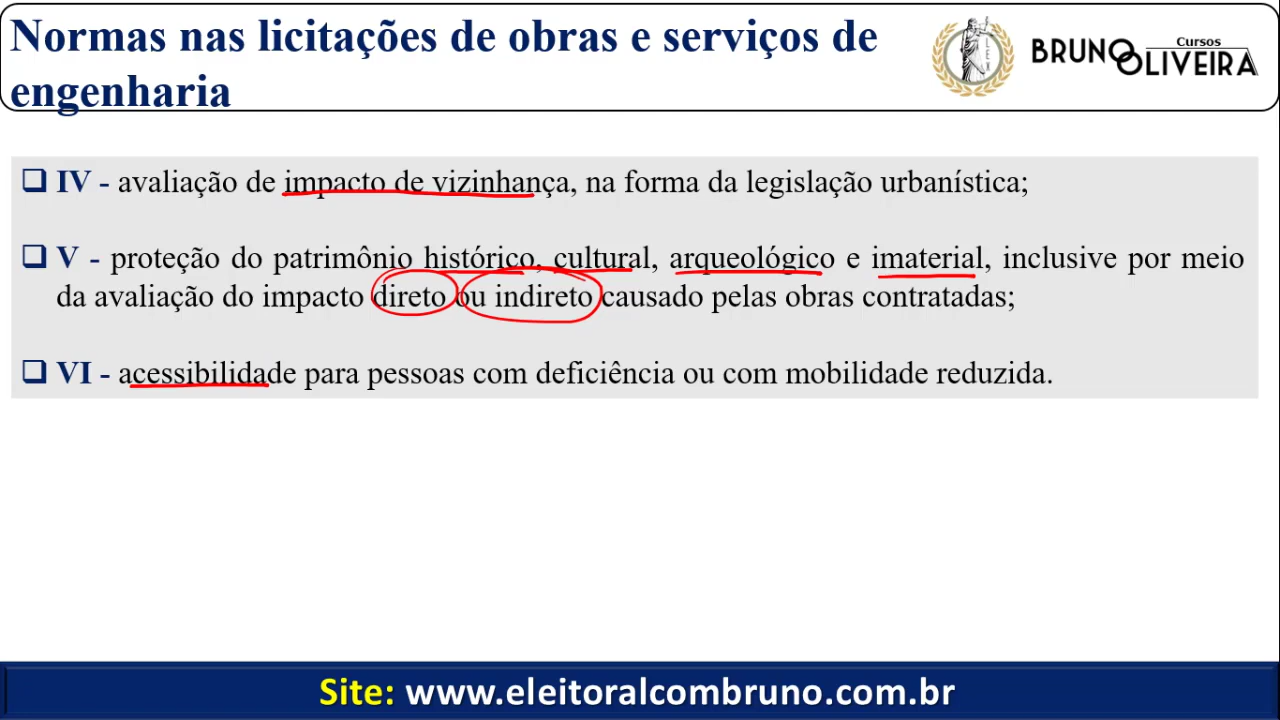 Normas nas licitações de obras e serviços de
engenharia
LEX
Cursos
BRUNO
OLIVEIRA
IV - avaliação de impacto de vizinhança, na forma da legislação urbanística;
V - proteção do patrimônio histórico, cultural, arqueológico e imaterial, inclusive por meio
da avaliação do impacto direto ou indireto causado pelas obras contratadas;
VI - acessibilidade para pessoas com deficiência ou com mobilidade reduzida.
Site: www.eleitoralcombruno.com.br